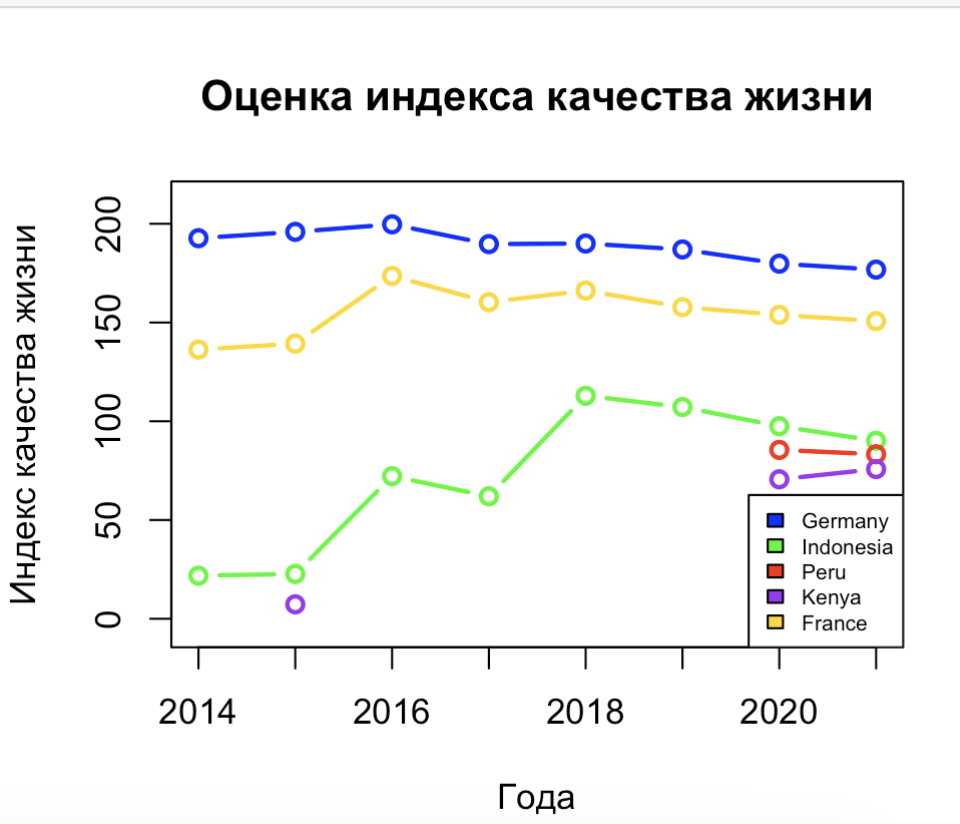 Оценка индекса качества жизни
Индекс качества жизни
200
150
100
50
0
Germany
Indonesia
Peru
Kenya
France
2014 2016 2018 2020
Года